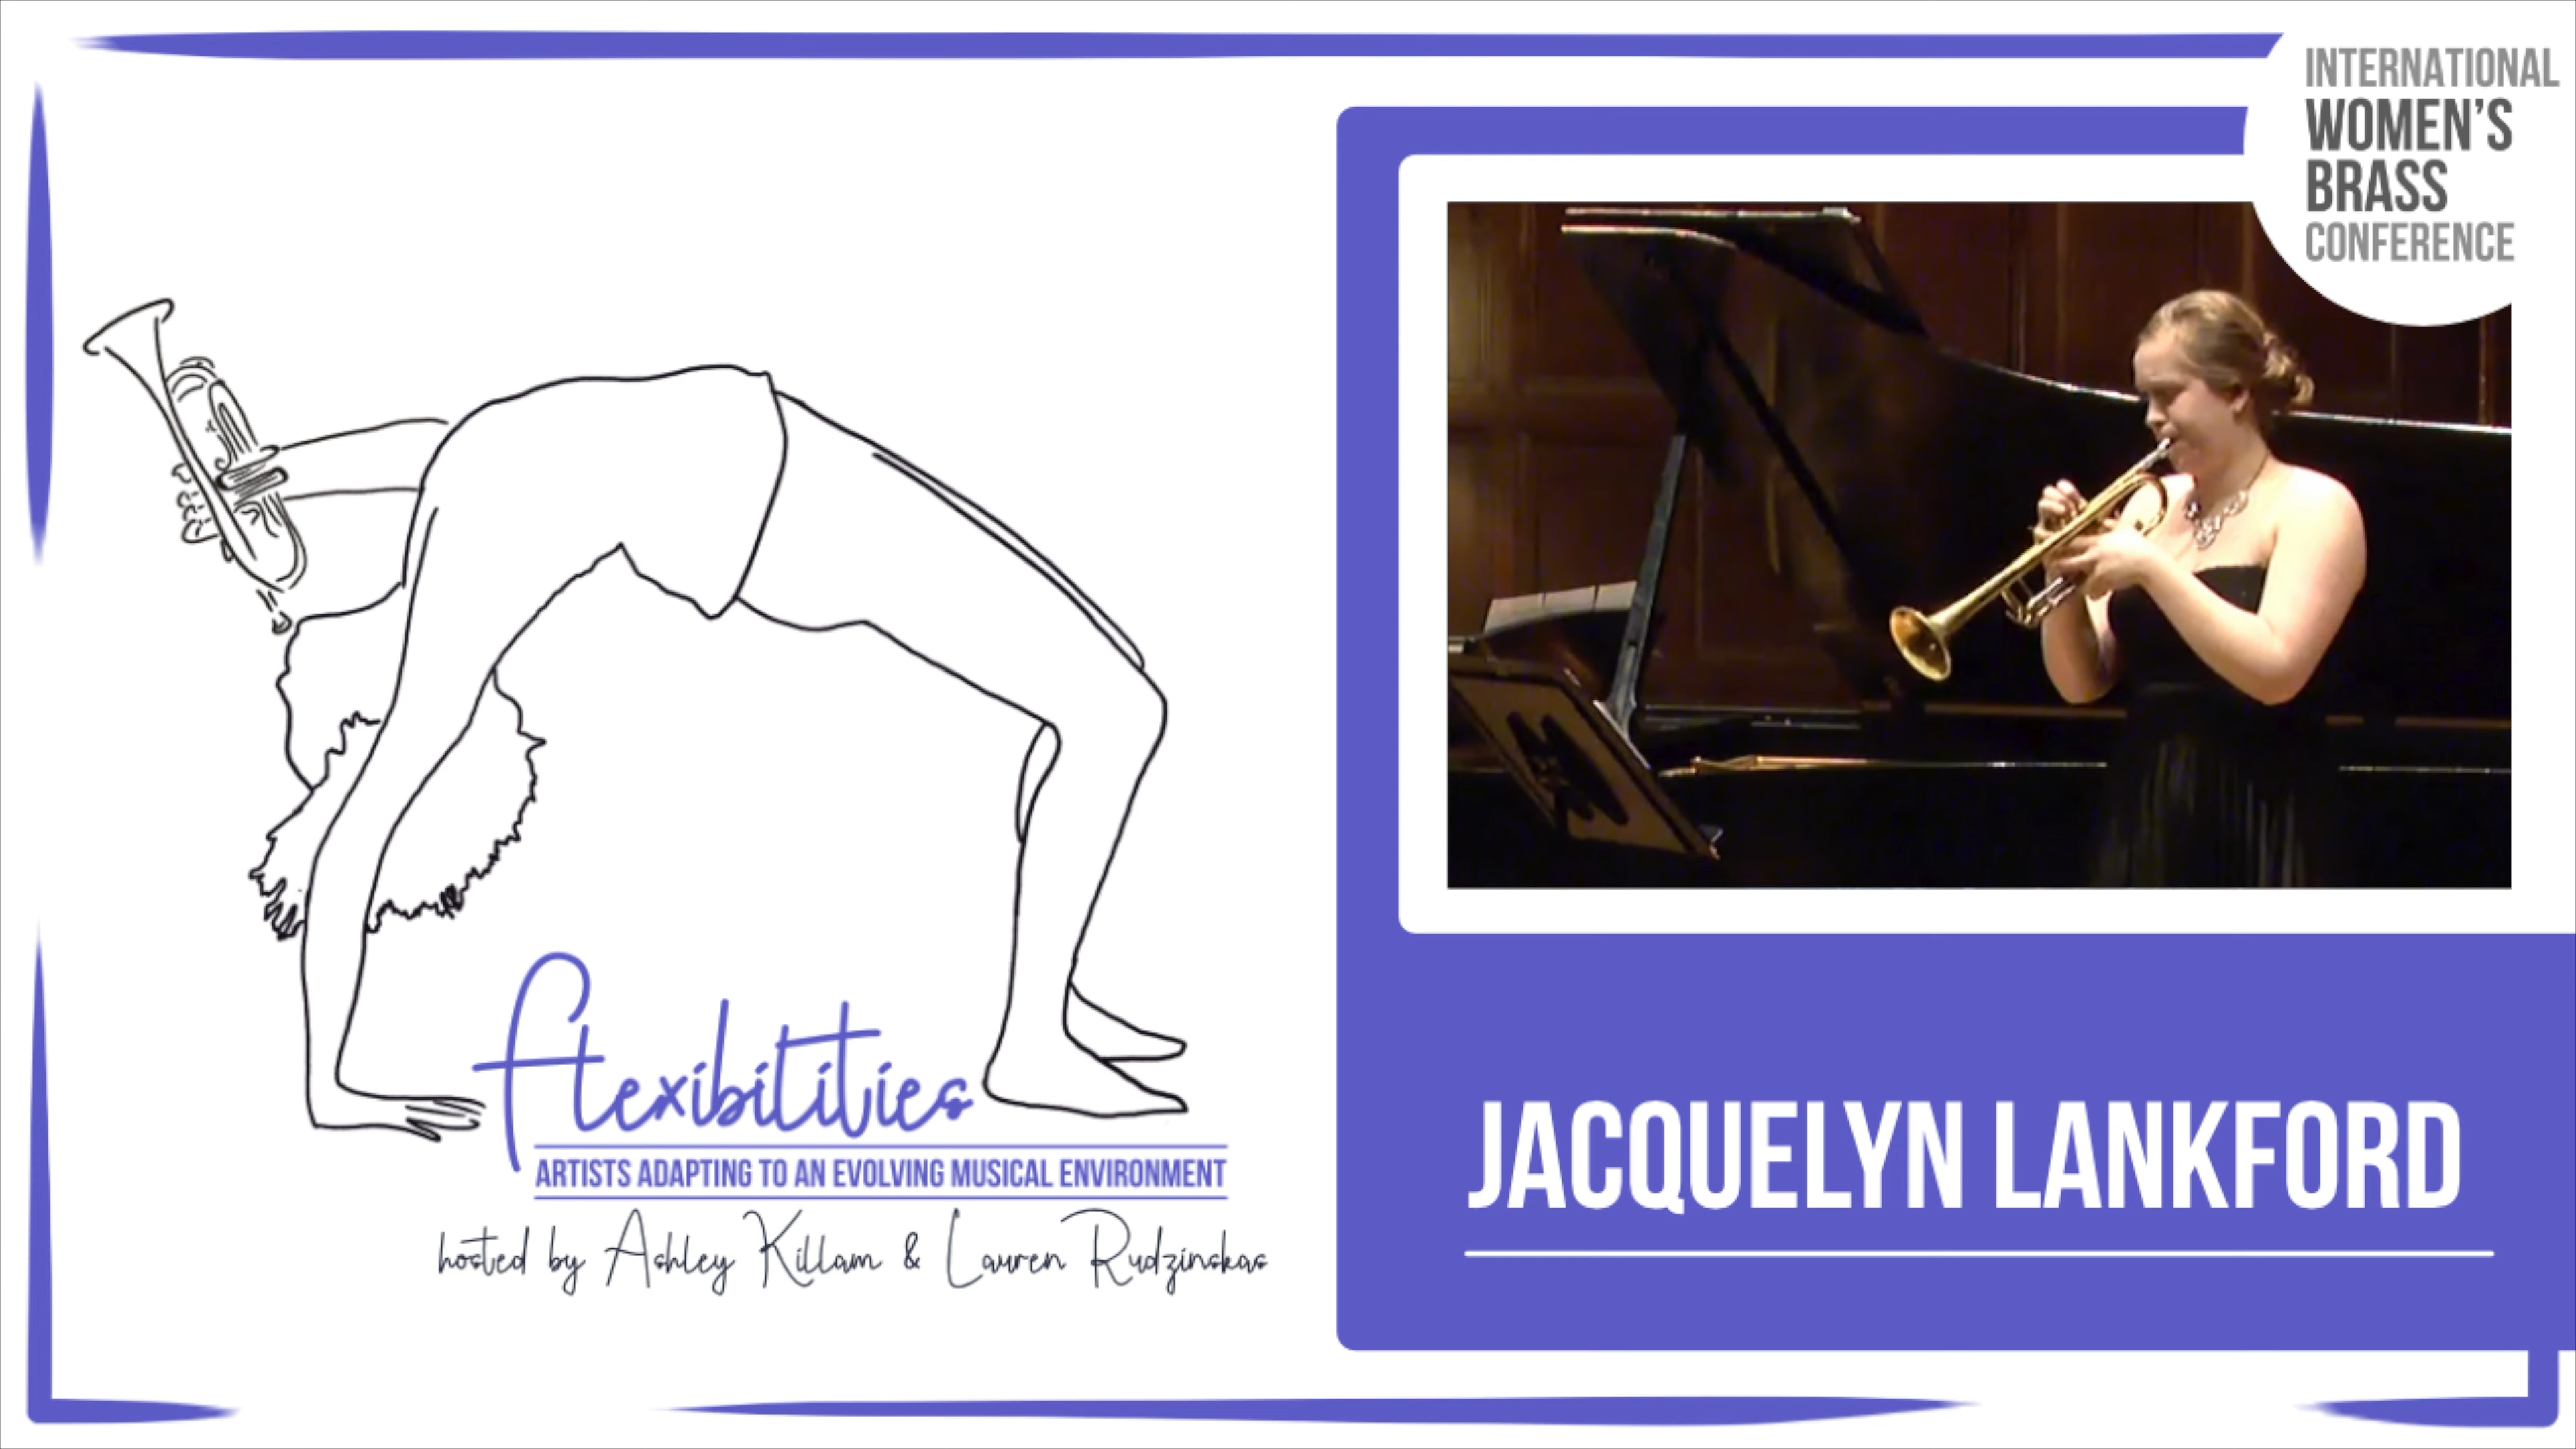 INTERNATIONAL
WOMEN'S
BRASS
CONFERENCE
flexibilities
ARTISTS ADAPTING TO AN EVOLVING MUSICAL ENVIRONMENT
hosted by Ashley Killam & Lauren Rudzinskas
JACQUELYN LANKFORD